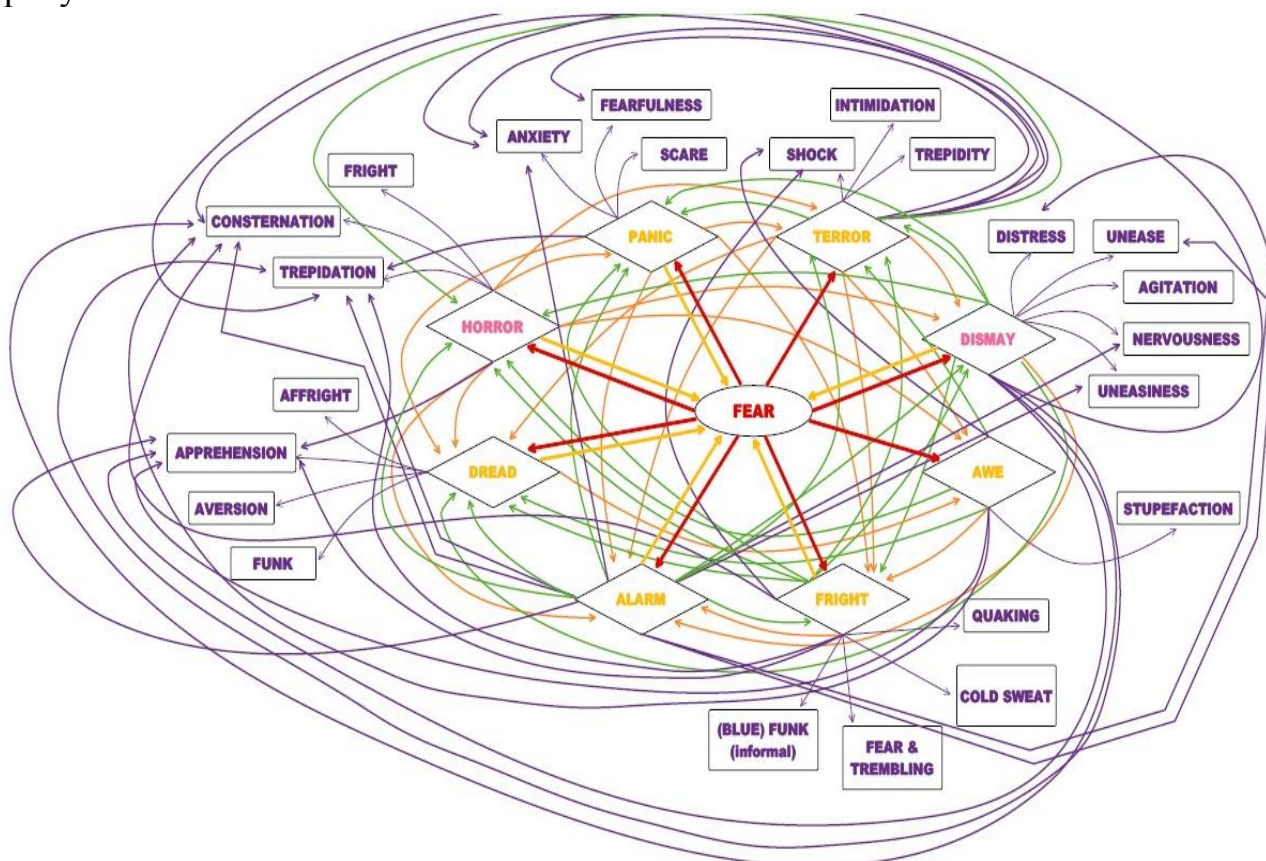 FEARFULNESS
INTIMIDATION
ANXIETY
SCARE
SHOCK
TREPIDITY
FRIGHT
CONSTERNATION
PANIC
TERROR
DISTRESS
UNEASE
TREPIDATION
AGITATION
HORROR
DISMAY
NERVOUSNESS
AFFRIGHT
UNEASINESS
FEAR
APPREHENSION
DREAD
AWE
AVERSION
STUPEFACTION
FUNK
ALARM
FRIGHT
QUAKING
COLD SWEAT
(BLUE) FUNK
(informal)
FEAR &
TREMBLING